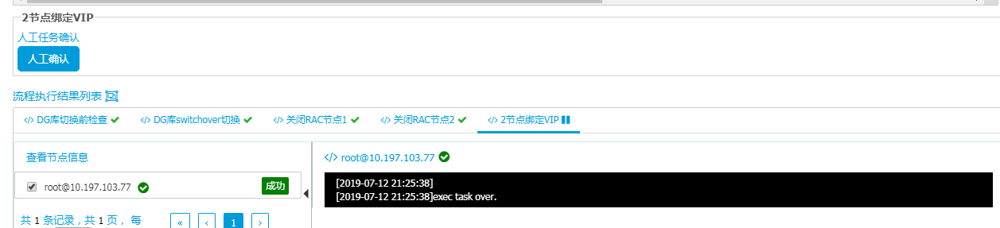 2节点绑定VIP
人工任务确认
人工确认
流程执行结果列表
</> DG库切换前检查 </> DG库switchover切换 </> 关闭RAC节点1 </> 关闭RAC节点2 </> 2节点绑定VIP
查看节点信息
</> root@10.197.103.77
root@10.197.103.77 成功
[2019-07-12 21:25:38]
[2019-07-12 21:25:38]exec task over.
共 1 条记录，共 1 页， 每 « ‹ 1 ›